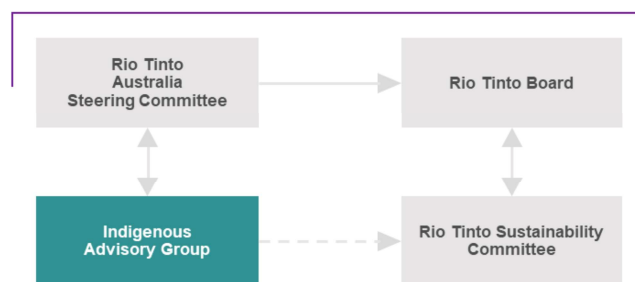 Rio Tinto
Australia
Steering Committee
Rio Tinto Board
Indigenous
Advisory Group
Rio Tinto Sustainability
Committee